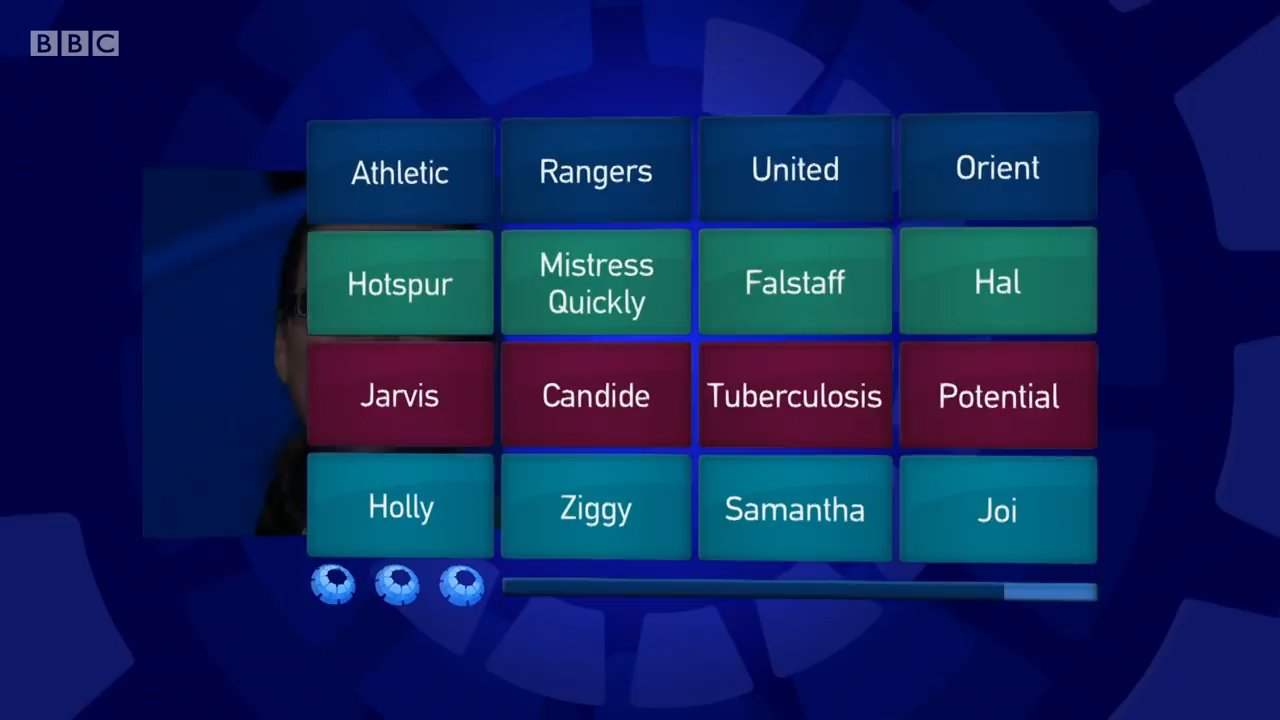 BBC
Athletic
Rangers
United
Orient
Hotspur
Mistress
Quickly
Falstaff
Hal
Jarvis
Candide
Tuberculosis
Potential
Holly
Ziggy
Samantha
Joi